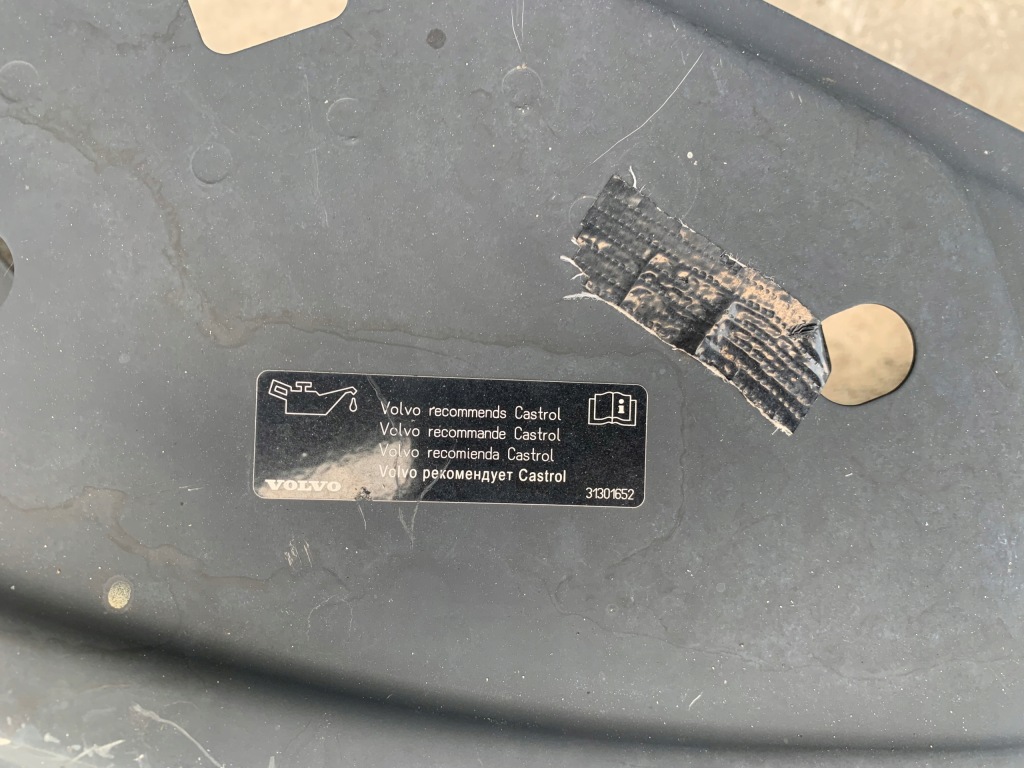 Volvo recommends Castrol
Volvo recommande Castrol
Volvo recomienda Castrol
Volvo рекомендует Castrol
VOLVO
31301652